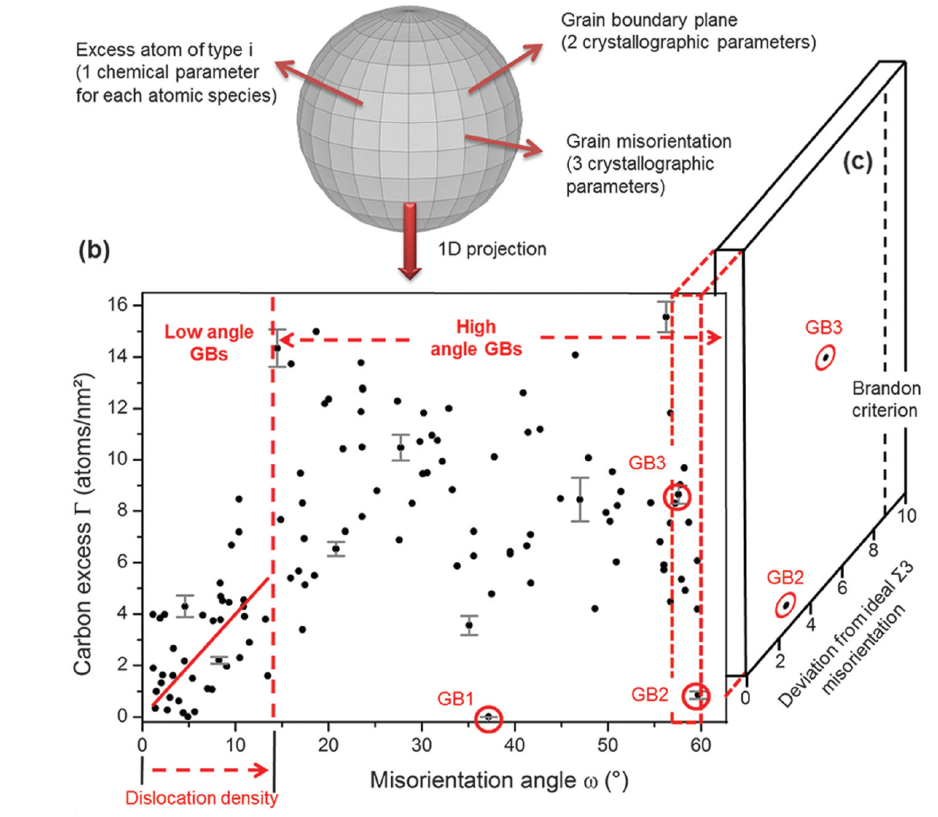 Excess atom of type i
(1 chemical parameter
for each atomic species)
Grain boundary plane
(2 crystallographic parameters)
Grain misorientation
(3 crystallographic
parameters)
1D projection
(b)
(c)
Low angle
GBs
High
angle GBs
GB3
GB2
GB1
GB3
GB2
Brandon
criterion
Carbon excess Γ (atoms/nm²)
16
14
12
10
8
6
4
2
0
0
10
20
30
40
50
60
Misorientation angle ω (°)
Dislocation density
0
2
4
6
8
10
Deviation from ideal Σ3
misorientation